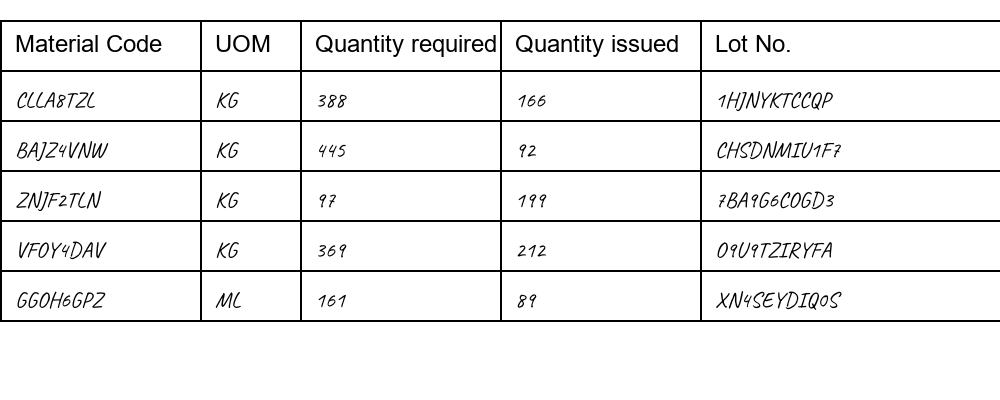 Material Code UOM Quantity required Quantity issued Lot No.
CLLA8TZL KG 388 166 1HJNYKTCCQP
BAJZ4VNW KG 445 92 CHSDNMIU1F7
ZNJF2TLN KG 97 199 7BA9G6COGD3
VFOY4DAV KG 369 212 O9U9TZIRYFA
GGOH6GPZ ML 161 89 XN4SEYDIQ0S